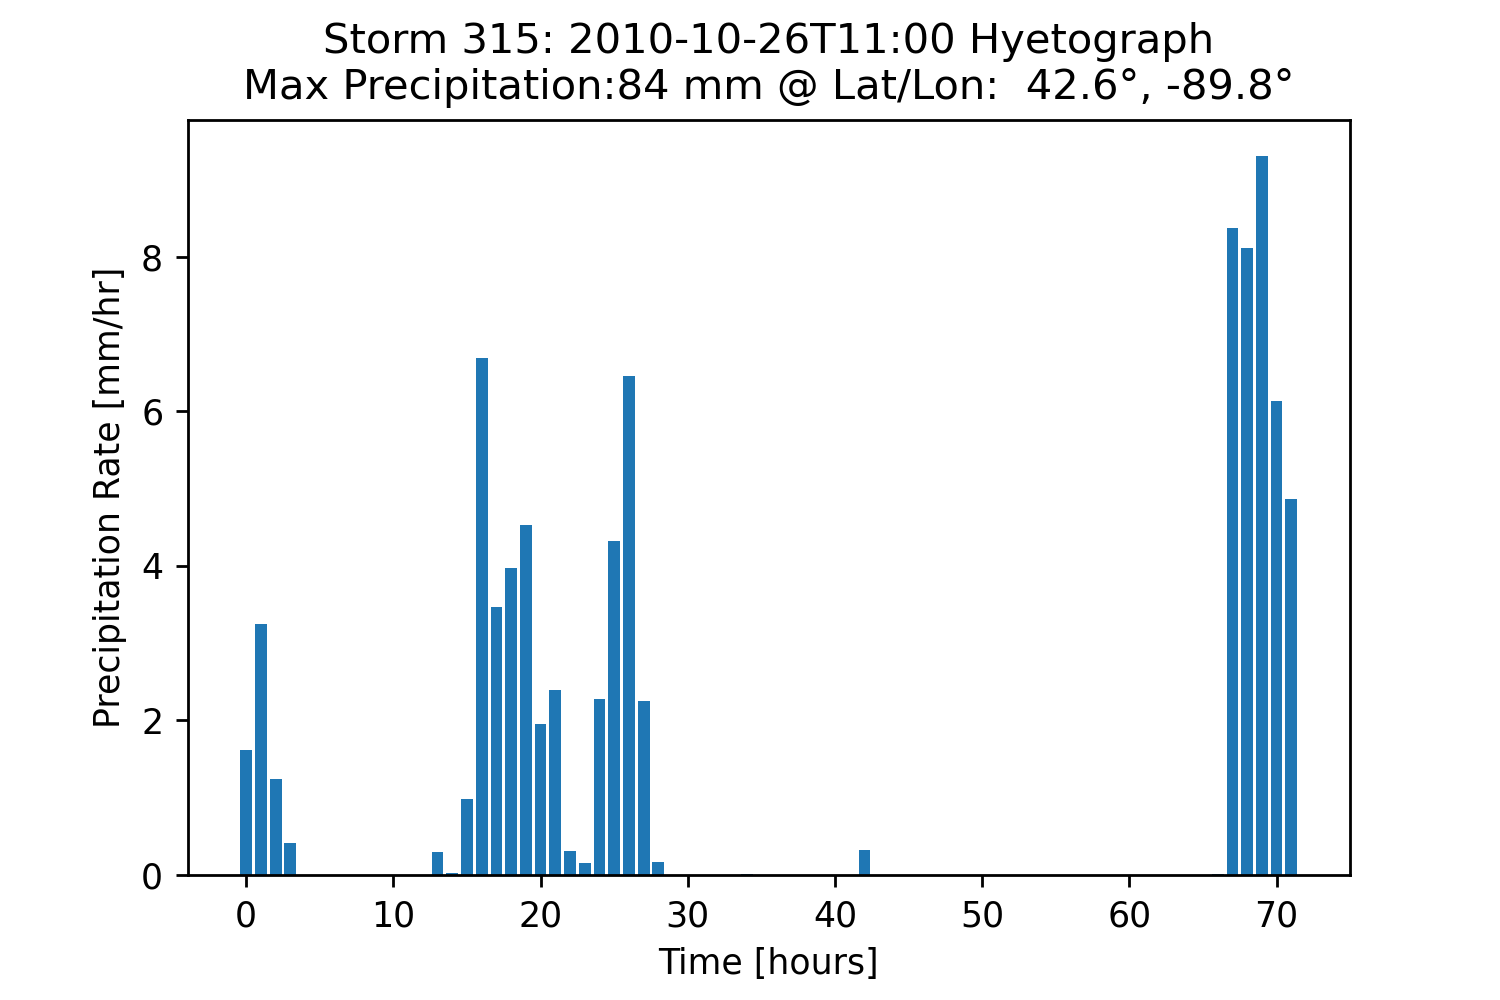 Storm 315: 2010-10-26T11:00 Hyetograph
Max Precipitation:84 mm @ Lat/Lon:  42.6°, -89.8°
Precipitation Rate [mm/hr]
8
6
4
2
0
0 10 20 30 40 50 60 70
Time [hours]